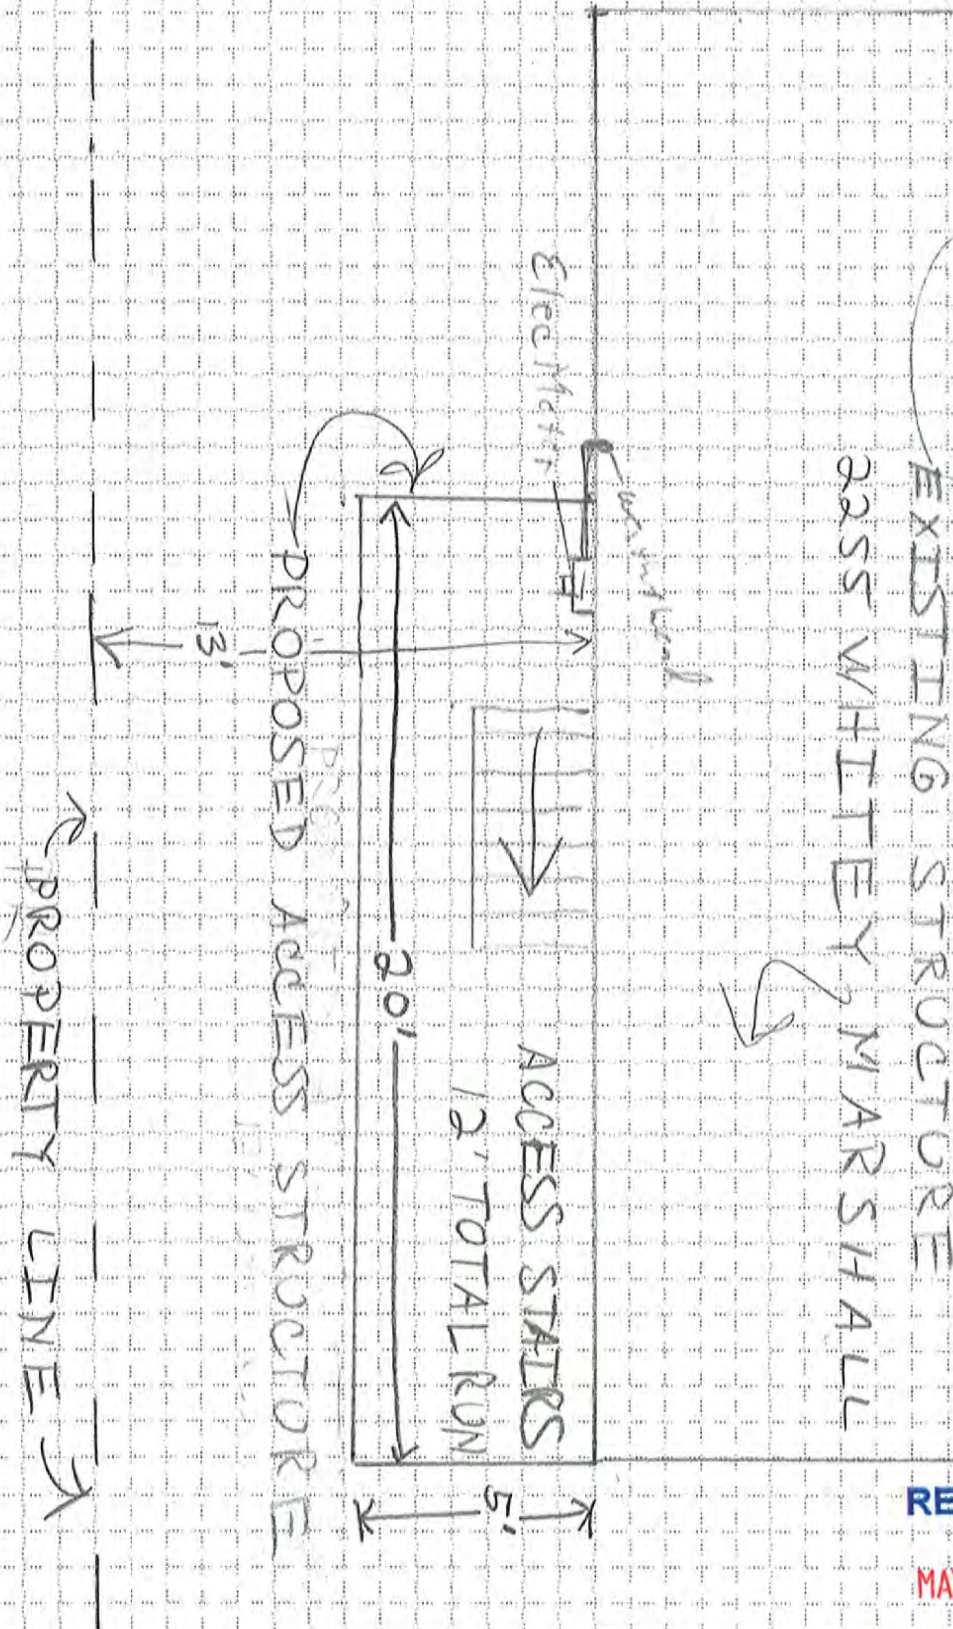 EXISTING STRUCTURE
2255 WHITEY MARSHALL
Elec Meter
ACCESS STAIRS
12' TOTAL RUN
20'
5'
13'
PROPOSED ACCESS STRUCTURE
PROPERTY LINE
RE
MA